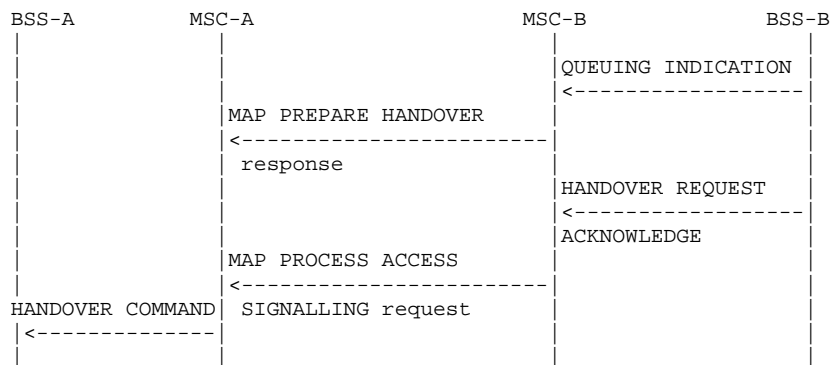 BSS-A MSC-A MSC-B BSS-B
QUEUING INDICATION
MAP PREPARE HANDOVER
response
HANDOVER REQUEST
ACKNOWLEDGE
MAP PROCESS ACCESS
HANDOVER COMMAND SIGNALLING request